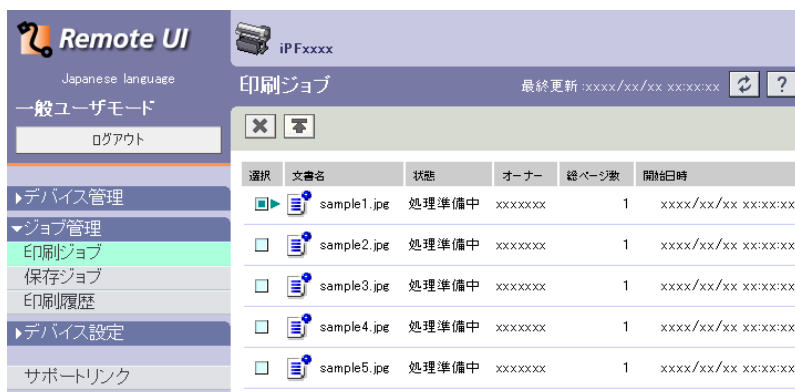 Remote UI
Japanese language
一般ユーザモード
ログアウト
▶デバイス管理
▼ジョブ管理
印刷ジョブ
保存ジョブ
印刷履歴
▶デバイス設定
サポートリンク
iPFxxxx
印刷ジョブ 最終更新:xxxx/xx/xx xx:xx:xx ?
選択 文書名 状態 オーナー 総ページ数 開始日時
sample1.jpg 処理準備中 xxxxxxx 1 xxxx/xx/xx xx:xx:xx
sample2.jpg 処理準備中 xxxxxxx 1 xxxx/xx/xx xx:xx:xx
sample3.jpg 処理準備中 xxxxxxx 1 xxxx/xx/xx xx:xx:xx
sample4.jpg 処理準備中 xxxxxxx 1 xxxx/xx/xx xx:xx:xx
sample5.jpg 処理準備中 xxxxxxx 1 xxxx/xx/xx xx:xx:xx